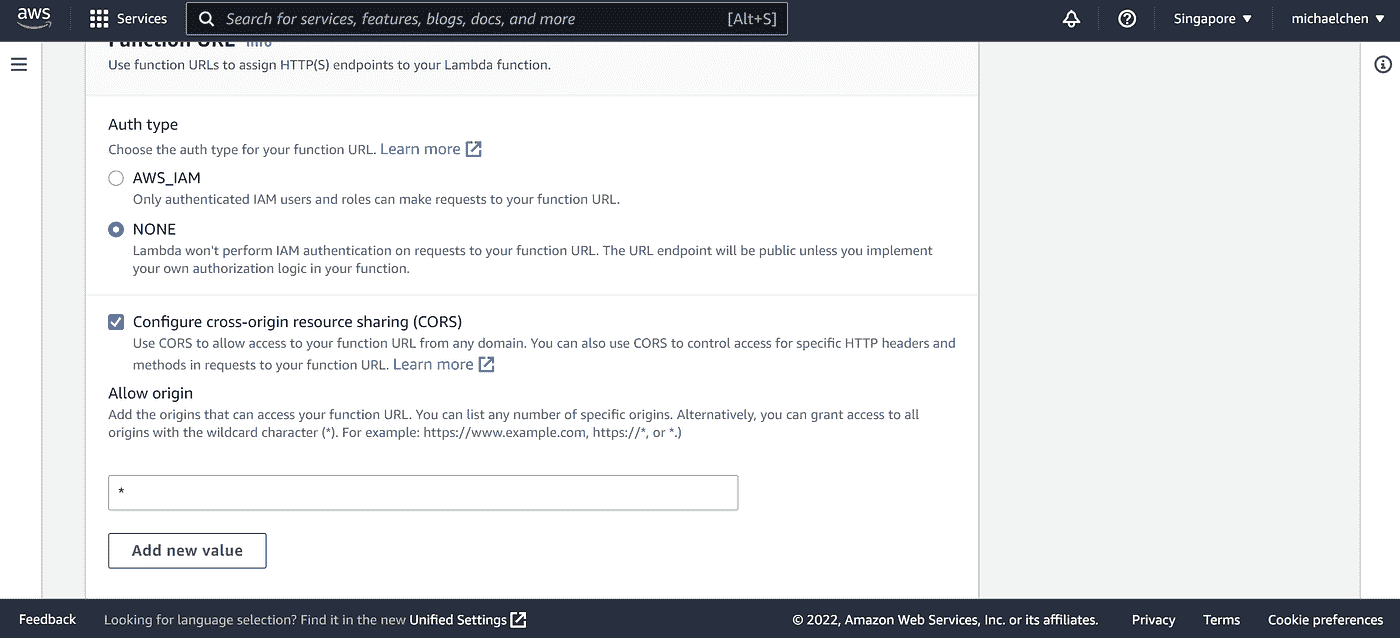 aws
Services
Search for services, features, blogs, docs, and more [Alt+S]
Singapore ▼
michaelchen ▼
Function URL Info
Use function URLs to assign HTTP(S) endpoints to your Lambda function.
Auth type
Choose the auth type for your function URL. Learn more
AWS_IAM
Only authenticated IAM users and roles can make requests to your function URL.
NONE
Lambda won't perform IAM authentication on requests to your function URL. The URL endpoint will be public unless you implement
your own authorization logic in your function.
Configure cross-origin resource sharing (CORS)
Use CORS to allow access to your function URL from any domain. You can also use CORS to control access for specific HTTP headers and
methods in requests to your function URL. Learn more
Allow origin
Add the origins that can access your function URL. You can list any number of specific origins. Alternatively, you can grant access to all
origins with the wildcard character (*). For example: https://www.example.com, https://*, or *.)
*
Add new value
Feedback
Looking for language selection? Find it in the new Unified Settings
© 2022, Amazon Web Services, Inc. or its affiliates.
Privacy
Terms
Cookie preferences